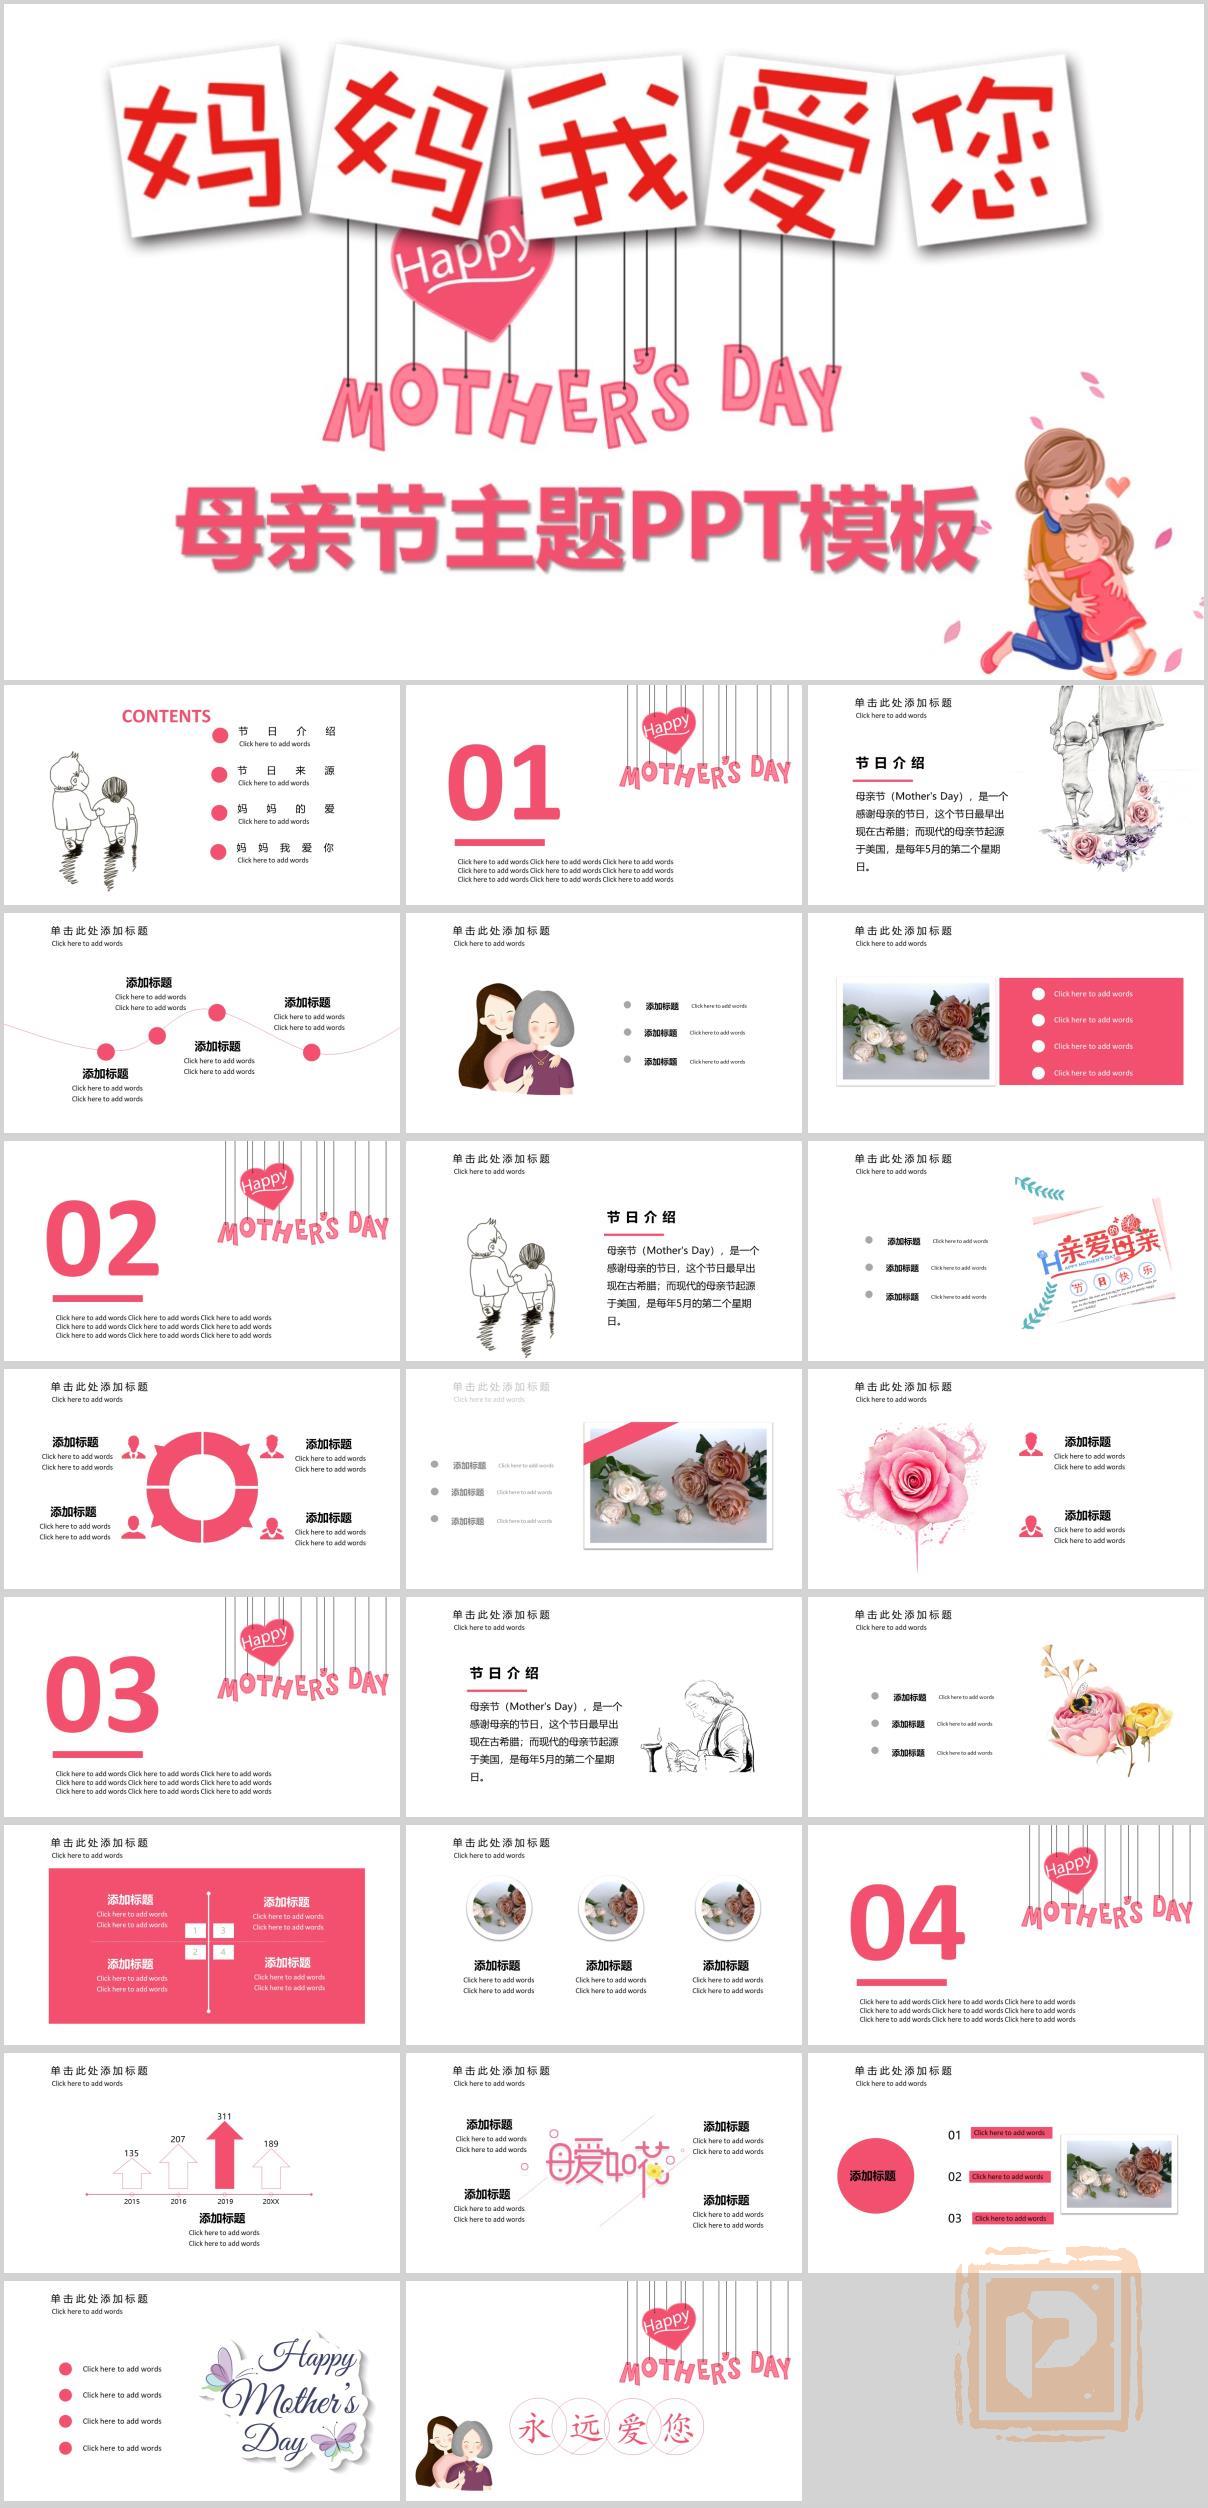 妈妈我爱您
Happy
MOTHER'S DAY
母亲节主题PPT模板
CONTENTS
节日介绍
Click here to add words
节日来源
Click here to add words
妈妈的爱
Click here to add words
妈妈我爱你
Click here to add words
01
Click here to add words Click here to add words Click here to add words
Click here to add words Click here to add words Click here to add words
Click here to add words Click here to add words Click here to add words
Happy
MOTHER'S DAY
单击此处添加标题
Click here to add words
节日介绍
母亲节（Mother's Day），是一个
感谢母亲的节日，这个节日最早出
现在古希腊；而现代的母亲节起源
于美国，是每年5月的第二个星期
日。
单击此处添加标题
Click here to add words
添加标题
Click here to add words
Click here to add words
添加标题
Click here to add words
Click here to add words
添加标题
Click here to add words
Click here to add words
添加标题
Click here to add words
Click here to add words
单击此处添加标题
Click here to add words
添加标题 Click here to add words
添加标题 Click here to add words
添加标题 Click here to add words
单击此处添加标题
Click here to add words
Click here to add words
Click here to add words
Click here to add words
Click here to add words
02
Click here to add words Click here to add words Click here to add words
Click here to add words Click here to add words Click here to add words
Click here to add words Click here to add words Click here to add words
Happy
MOTHER'S DAY
单击此处添加标题
Click here to add words
节日介绍
母亲节（Mother's Day），是一个
感谢母亲的节日，这个节日最早出
现在古希腊；而现代的母亲节起源
于美国，是每年5月的第二个星期
日。
单击此处添加标题
Click here to add words
添加标题 Click here to add words
添加标题 Click here to add words
添加标题 Click here to add words
亲爱的母亲
HAPPY MOTHER'S DAY
节日快乐
单击此处添加标题
Click here to add words
添加标题
Click here to add words
Click here to add words
添加标题
Click here to add words
Click here to add words
添加标题
Click here to add words
Click here to add words
添加标题
Click here to add words
Click here to add words
单击此处添加标题
Click here to add words
添加标题 Click here to add words
添加标题 Click here to add words
添加标题 Click here to add words
单击此处添加标题
Click here to add words
添加标题
Click here to add words
Click here to add words
添加标题
Click here to add words
Click here to add words
03
Click here to add words Click here to add words Click here to add words
Click here to add words Click here to add words Click here to add words
Click here to add words Click here to add words Click here to add words
Happy
MOTHER'S DAY
单击此处添加标题
Click here to add words
节日介绍
母亲节（Mother's Day），是一个
感谢母亲的节日，这个节日最早出
现在古希腊；而现代的母亲节起源
于美国，是每年5月的第二个星期
日。
单击此处添加标题
Click here to add words
添加标题 Click here to add words
添加标题 Click here to add words
添加标题 Click here to add words
单击此处添加标题
Click here to add words
添加标题
Click here to add words
Click here to add words
添加标题
Click here to add words
Click here to add words
1 3
2 4
添加标题
Click here to add words
Click here to add words
添加标题
Click here to add words
Click here to add words
单击此处添加标题
Click here to add words
添加标题
Click here to add words
Click here to add words
添加标题
Click here to add words
Click here to add words
添加标题
Click here to add words
Click here to add words
04
Click here to add words Click here to add words Click here to add words
Click here to add words Click here to add words Click here to add words
Click here to add words Click here to add words Click here to add words
Happy
MOTHER'S DAY
单击此处添加标题
Click here to add words
135 207 311 189
2015 2016 2019 20XX
添加标题
Click here to add words
Click here to add words
单击此处添加标题
Click here to add words
添加标题
Click here to add words
Click here to add words
添加标题
Click here to add words
Click here to add words
母爱如花
添加标题
Click here to add words
Click here to add words
添加标题
Click here to add words
Click here to add words
单击此处添加标题
Click here to add words
添加标题
01 Click here to add words
02 Click here to add words
03 Click here to add words
单击此处添加标题
Click here to add words
Click here to add words
Click here to add words
Click here to add words
Click here to add words
Happy
Mother's
Day
Happy
MOTHER'S DAY
永远爱您